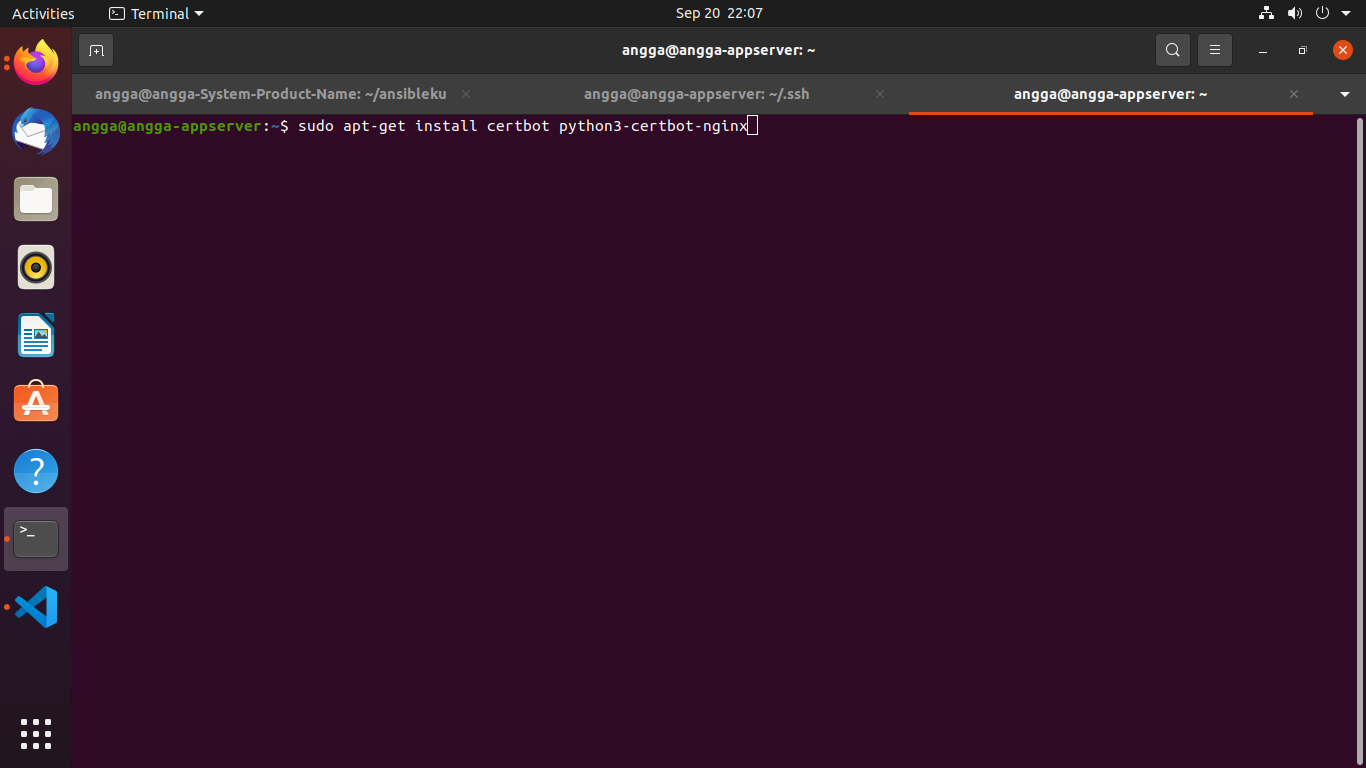 Activities
Terminal
Sep 20 22:07
angga@angga-appserver: ~
angga@angga-System-Product-Name: ~/ansibleku
angga@angga-appserver: ~/.ssh
angga@angga-appserver: ~
angga@angga-appserver:~$ sudo apt-get install certbot python3-certbot-nginx